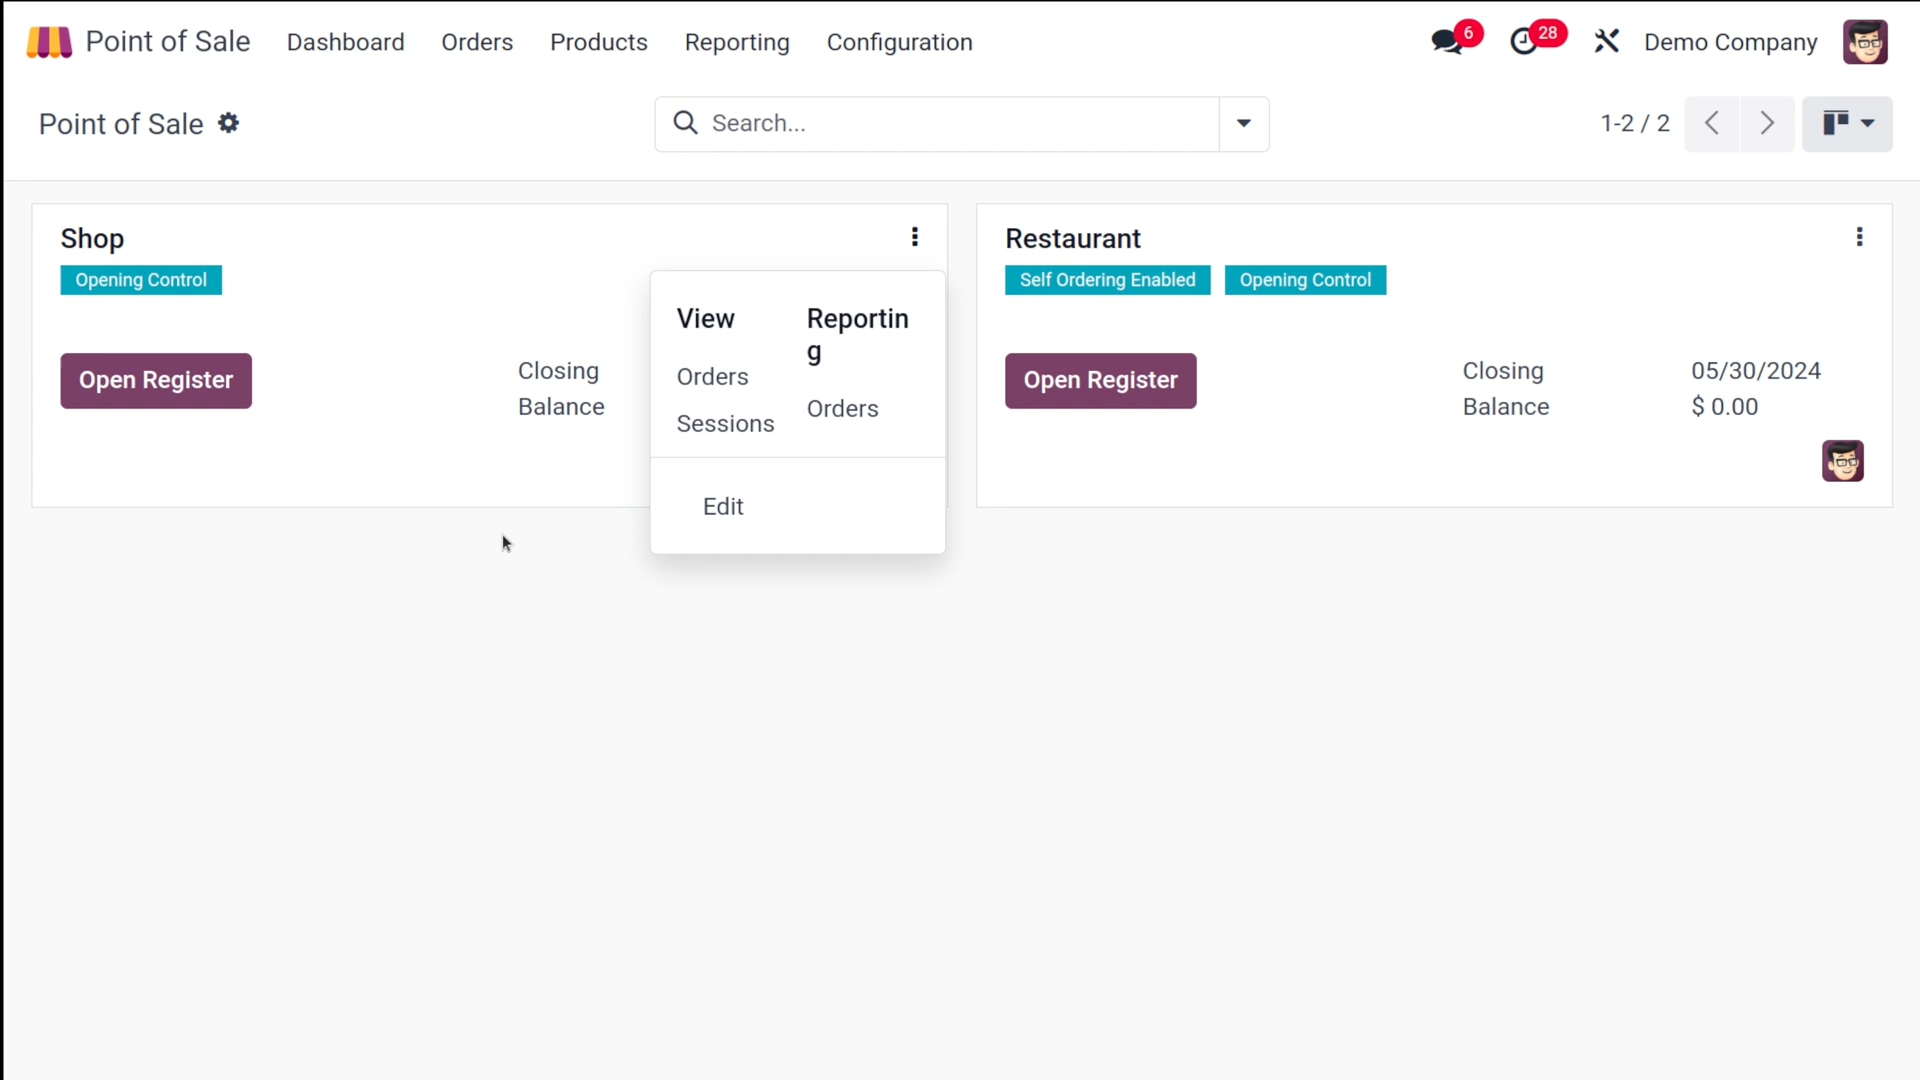 Point of Sale Dashboard Orders Products Reporting Configuration 6 28 Demo Company
Point of Sale Search... 1-2 / 2
Shop
Opening Control
Open Register
Closing
Balance
View
Orders
Sessions
Reportin
g
Orders
Edit
Restaurant
Self Ordering Enabled Opening Control
Open Register
Closing 05/30/2024
Balance $ 0.00